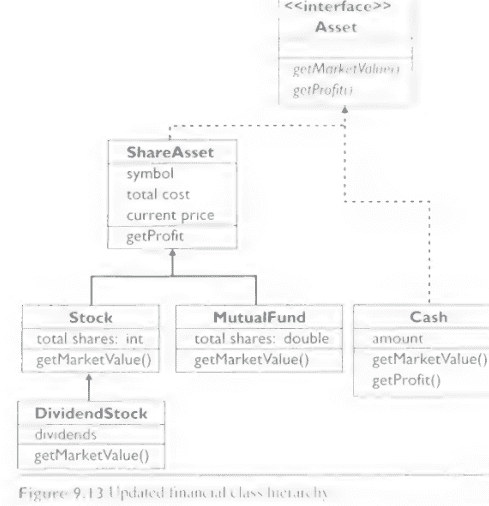 <<interface>>
Asset
getMarketValue()
getProfit()
ShareAsset
symbol
total cost
current price
getProfit
Stock
total shares: int
getMarketValue()
MutualFund
total shares: double
getMarketValue()
Cash
amount
getMarketValue()
getProfit()
DividendStock
dividends
getMarketValue()
Figure 9.13 Updated financial class hierarchy